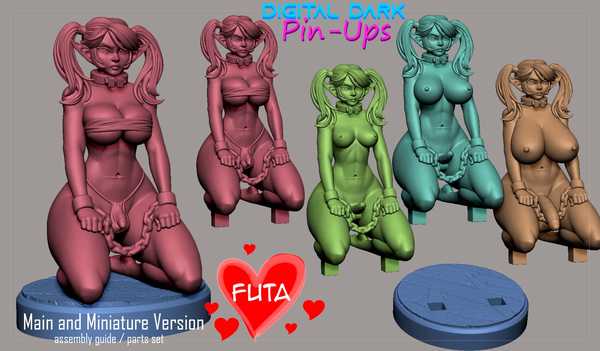 DIGITAL DARK
Pin-Ups
FUTA
Main and Miniature Version
assembly guide / parts set